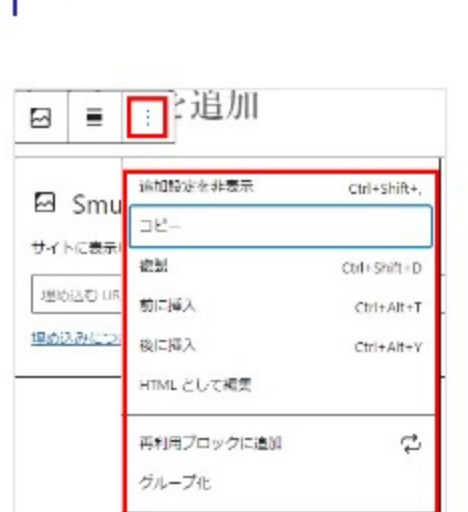 を追加
追加設定を非表示 Ctrl+Shift+,
Smu
コピー
サイトに表示
複製 Ctrl+Shift+D
埋め込む UR
前に挿入 Ctrl+Alt+T
埋め込みについ
後に挿入 Ctrl+Alt+Y
HTML として編集
再利用ブロックに追加
グループ化